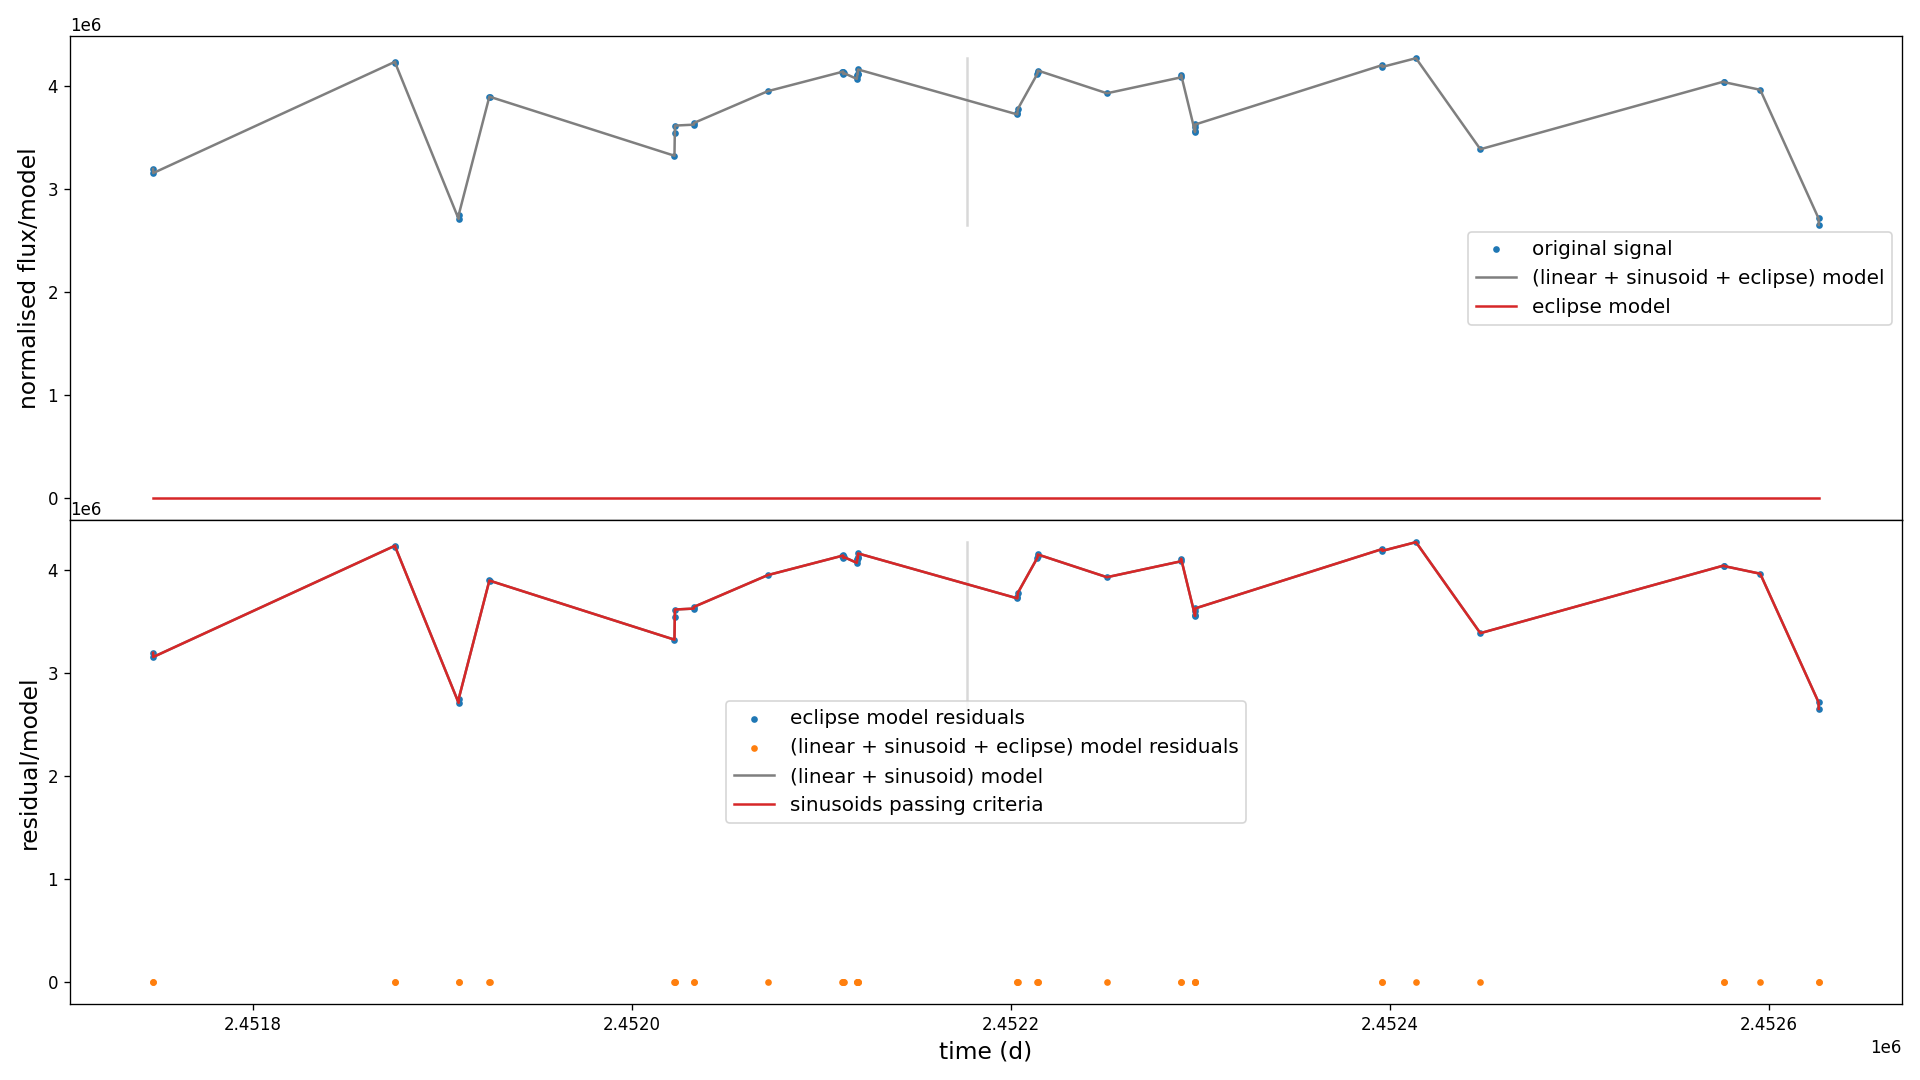 1e6
4
3
2
1
0
normalised flux/model
original signal
(linear + sinusoid + eclipse) model
eclipse model
1e6
4
3
2
1
0
residual/model
eclipse model residuals
(linear + sinusoid + eclipse) model residuals
(linear + sinusoid) model
sinusoids passing criteria
2.4518 2.4520 2.4522 2.4524 2.4526
1e6
time (d)